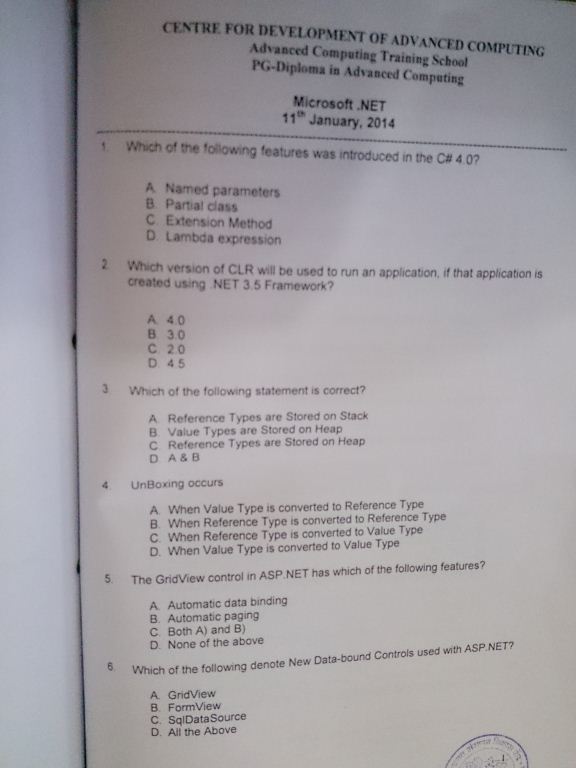 CENTRE FOR DEVELOPMENT OF ADVANCED COMPUTING
Advanced Computing Training School
PG-Diploma in Advanced Computing
Microsoft .NET
11th January, 2014
1. Which of the following features was introduced in the C# 4.0?
A. Named parameters
B. Partial class
C. Extension Method
D. Lambda expression
2. Which version of CLR will be used to run an application, if that application is
created using .NET 3.5 Framework?
A. 4.0
B. 3.0
C. 2.0
D. 4.5
3. Which of the following statement is correct?
A. Reference Types are Stored on Stack
B. Value Types are Stored on Heap
C. Reference Types are Stored on Heap
D. A & B
4. UnBoxing occurs
A. When Value Type is converted to Reference Type
B. When Reference Type is converted to Reference Type
C. When Reference Type is converted to Value Type
D. When Value Type is converted to Value Type
5. The GridView control in ASP.NET has which of the following features?
A. Automatic data binding
B. Automatic paging
C. Both A) and B)
D. None of the above
6. Which of the following denote New Data-bound Controls used with ASP.NET?
A. GridView
B. FormView
C. SqlDataSource
D. All the Above